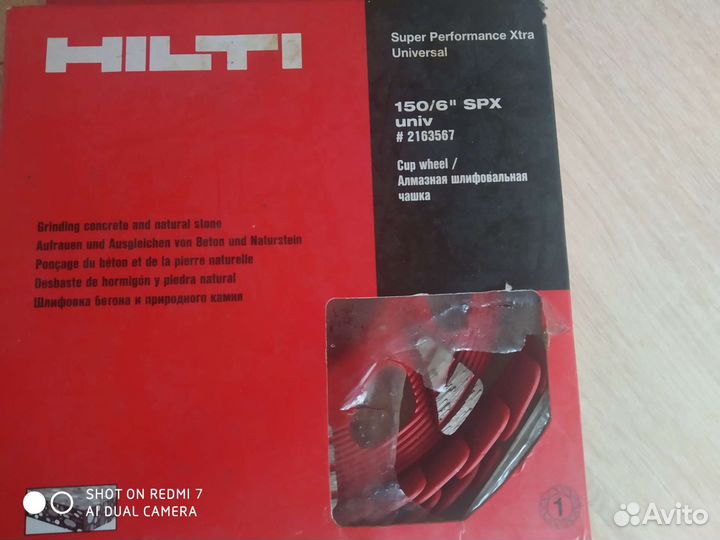 HILTI
Super Performance Xtra
Universal
150/6" SPX
univ
# 2163567
Cup wheel /
Алмазная шлифовальная
чашка
Grinding concrete and natural stone
Aufrauen und Ausgleichen von Beton und Naturstein
Ponçage du béton et de la pierre naturelle
Desbaste de hormigón y piedra natural
Шлифовка бетона и природного камня
1
SHOT ON REDMI 7
AI DUAL CAMERA
Avito